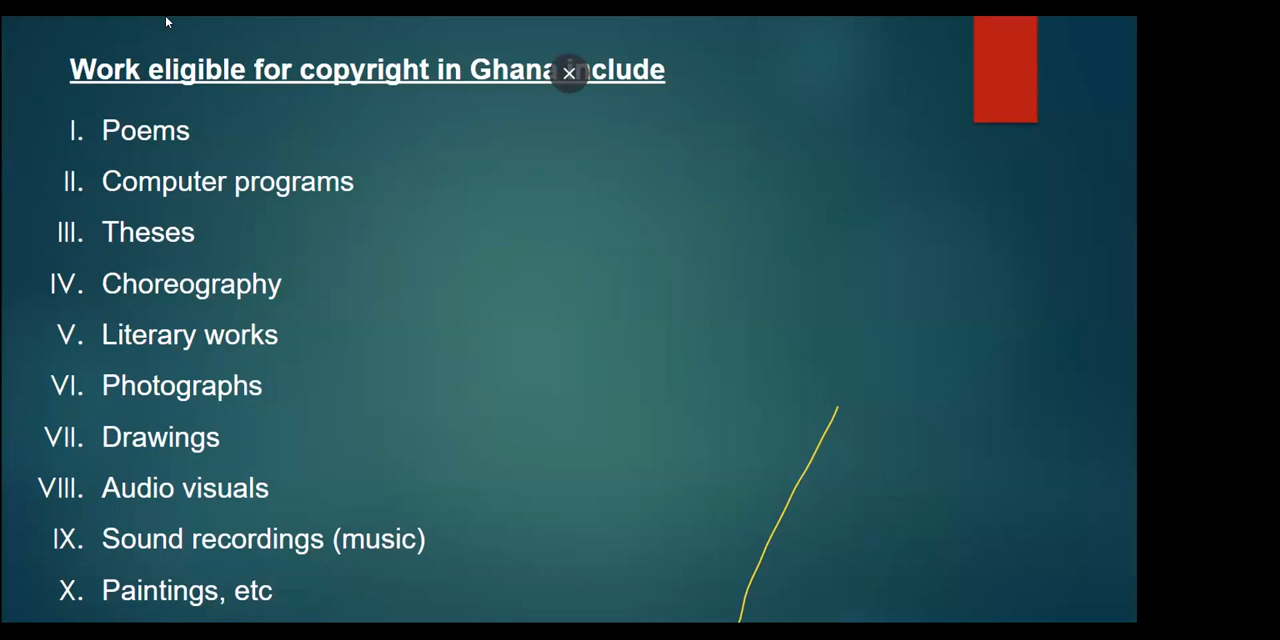 Work eligible for copyright in Ghana include
I. Poems
II. Computer programs
III. Theses
IV. Choreography
V. Literary works
VI. Photographs
VII. Drawings
VIII. Audio visuals
IX. Sound recordings (music)
X. Paintings, etc